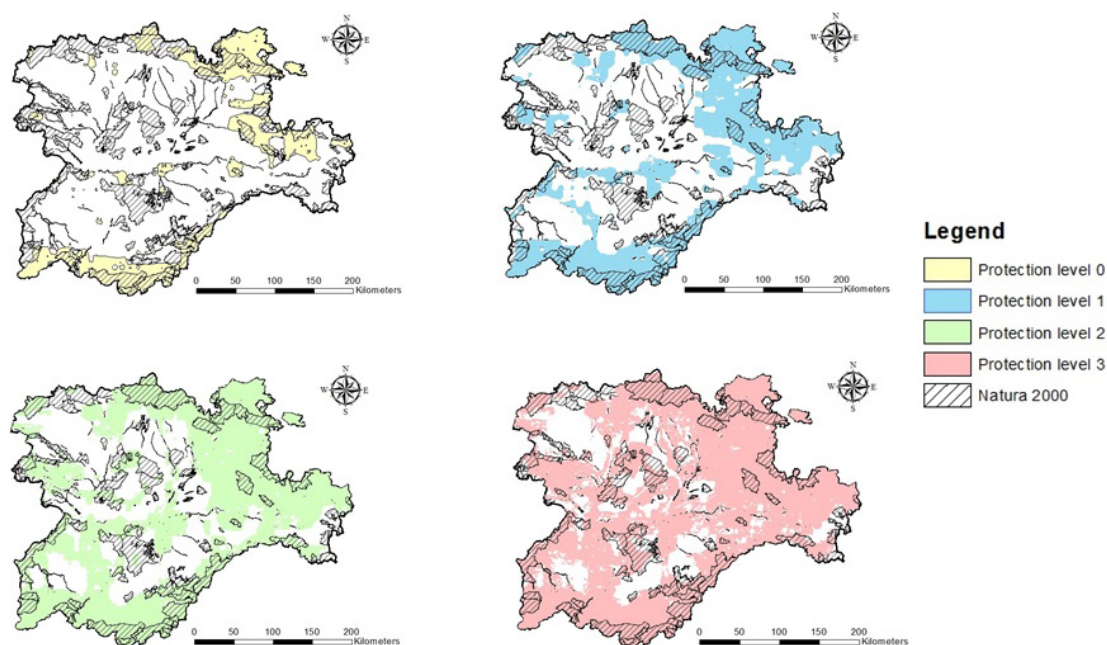 N
W E
S
0 50 100 150 200
Kilometers
N
W E
S
0 50 100 150 200
Kilometers
Legend
Protection level 0
Protection level 1
Protection level 2
Protection level 3
Natura 2000
N
W E
S
0 50 100 150 200
Kilometers
N
W E
S
0 50 100 150 200
Kilometers